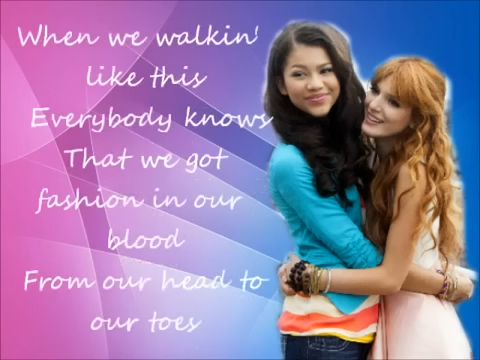 When we walkin'
like this
Everybody knows
That we got
fashion in our
blood
From our head to
our toes